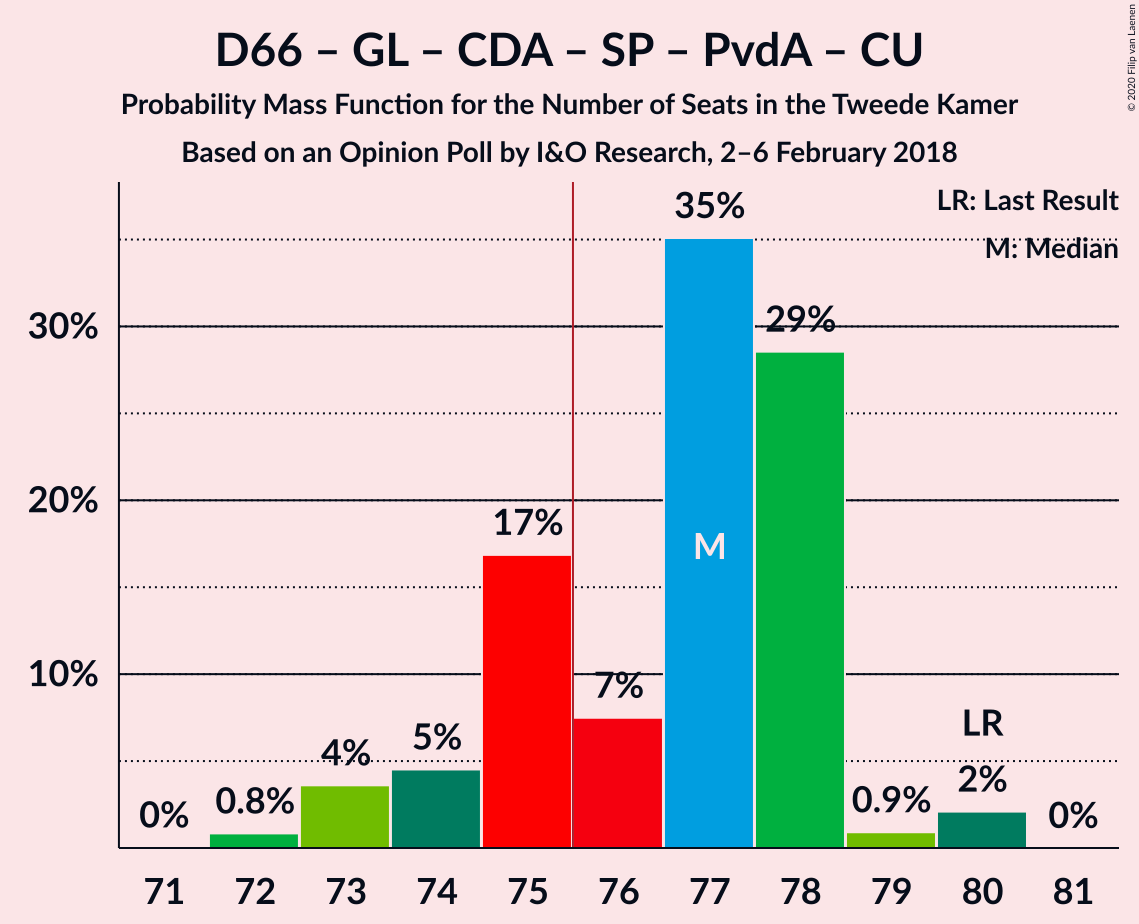 D66 – GL – CDA – SP – PvdA – CU
Probability Mass Function for the Number of Seats in the Tweede Kamer
Based on an Opinion Poll by I&O Research, 2–6 February 2018
© 2020 Filip van Laenen
LR: Last Result
M: Median
35%
30%
29%
20%
17%
M
10%
7%
LR
5%
4%
2%
0.8%
0.9%
0%
0%
71 72 73 74 75 76 77 78 79 80 81